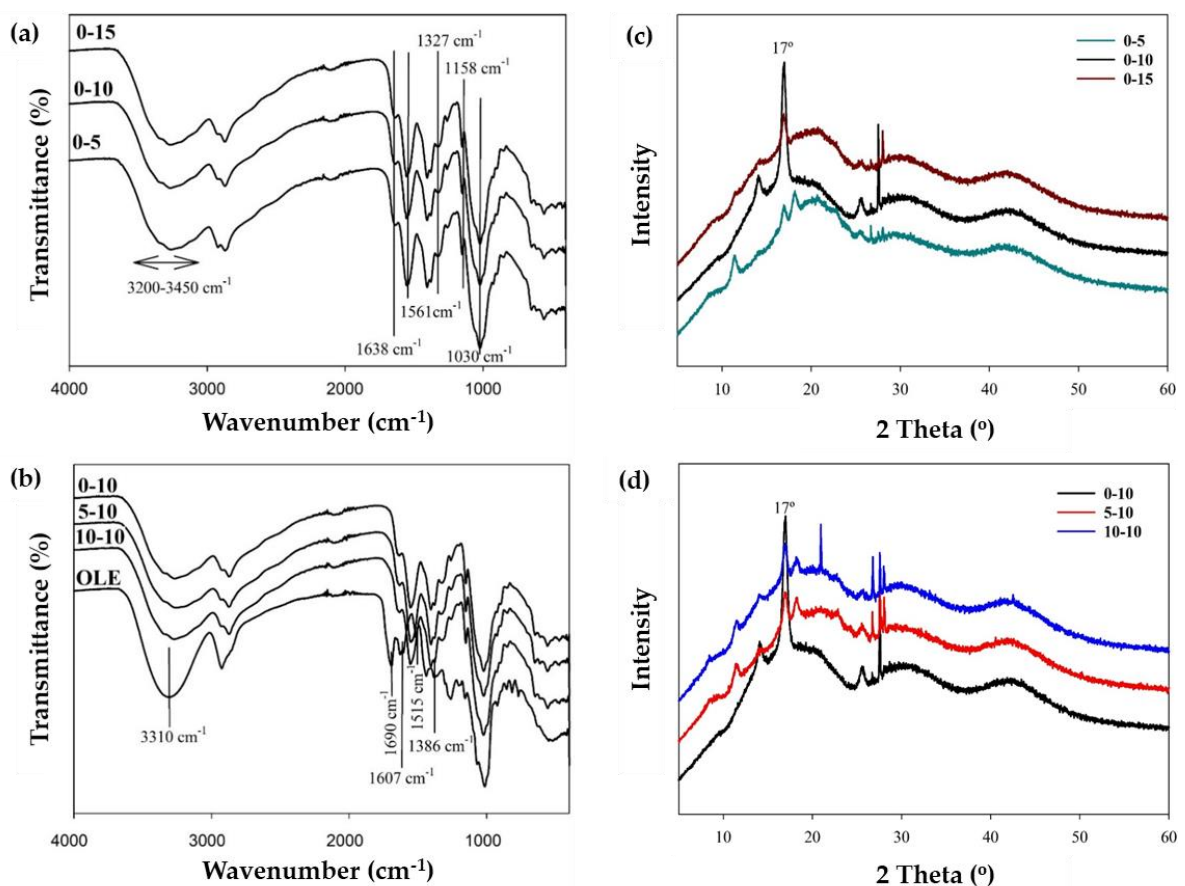 (a)
0-15
0-10
0-5
1327 cm⁻¹
1158 cm⁻¹
3200-3450 cm⁻¹
1561cm⁻¹
1638 cm⁻¹
1030 cm⁻¹
Transmittance (%)
4000
3000
2000
1000
Wavenumber (cm⁻¹)
(c)
17º
0-5
0-10
0-15
Intensity
10
20
30
40
50
60
2 Theta (º)
(b)
0-10
5-10
10-10
OLE
3310 cm⁻¹
1690 cm⁻¹
1515 cm⁻¹
1386 cm⁻¹
1607 cm⁻¹
Transmittance (%)
4000
3000
2000
1000
Wavenumber (cm⁻¹)
(d)
17º
0-10
5-10
10-10
Intensity
10
20
30
40
50
60
2 Theta (º)